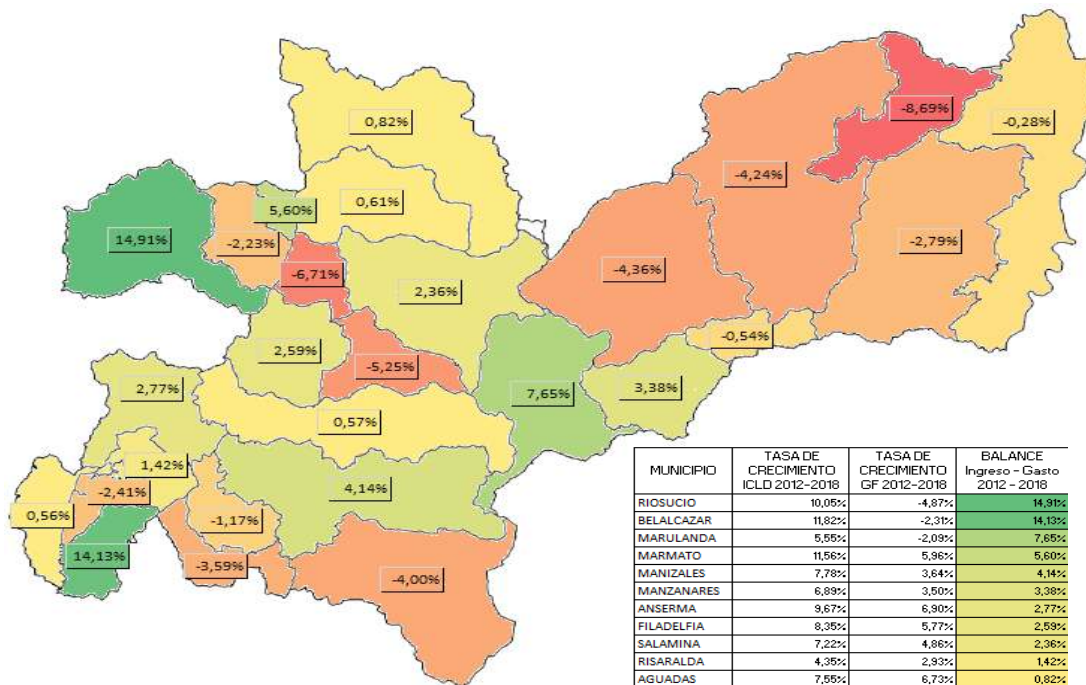 0,82%
-8,69%
-0,28%
-4,24%
5,60%
0,61%
14,91%
-2,23%
-2,79%
-6,71%
-4,36%
2,36%
-0,54%
2,59%
-5,25%
3,38%
2,77%
7,65%
0,57%
1,42%
4,14%
-2,41%
0,56%
-1,17%
14,13%
-3,59%
-4,00%
MUNICIPIO TASA DE CRECIMIENTO ICLD 2012-2018 TASA DE CRECIMIENTO GF 2012-2018 BALANCE Ingreso - Gasto 2012 - 2018
RIOSUCIO 10,05% -4,87% 14,91%
BELALCAZAR 11,82% -2,31% 14,13%
MARULANDA 5,55% -2,09% 7,65%
MARMATO 11,56% 5,96% 5,60%
MANIZALES 7,78% 3,64% 4,14%
MANZANARES 6,89% 3,50% 3,38%
ANSERMA 9,67% 6,90% 2,77%
FILADELFIA 8,35% 5,77% 2,59%
SALAMINA 7,22% 4,86% 2,36%
RISARALDA 4,35% 2,93% 1,42%
AGUADAS 7,55% 6,73% 0,82%